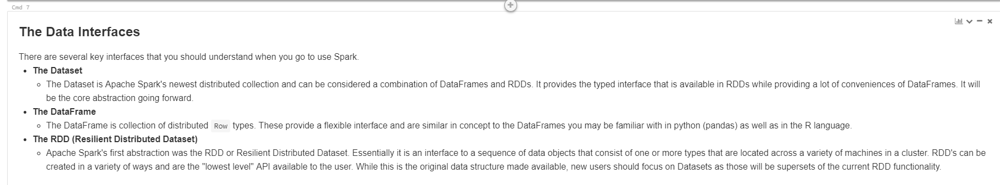 Cmd 7
The Data Interfaces
There are several key interfaces that you should understand when you go to use Spark.
• The Dataset
◦ The Dataset is Apache Spark's newest distributed collection and can be considered a combination of DataFrames and RDDs. It provides the typed interface that is available in RDDs while providing a lot of conveniences of DataFrames. It will
be the core abstraction going forward.
• The DataFrame
◦ The DataFrame is collection of distributed Row types. These provide a flexible interface and are similar in concept to the DataFrames you may be familiar with in python (pandas) as well as in the R language.
• The RDD (Resilient Distributed Dataset)
◦ Apache Spark's first abstraction was the RDD or Resilient Distributed Dataset. Essentially it is an interface to a sequence of data objects that consist of one or more types that are located across a variety of machines in a cluster. RDD's can be
created in a variety of ways and are the "lowest level" API available to the user. While this is the original data structure made available, new users should focus on Datasets as those will be supersets of the current RDD functionality.